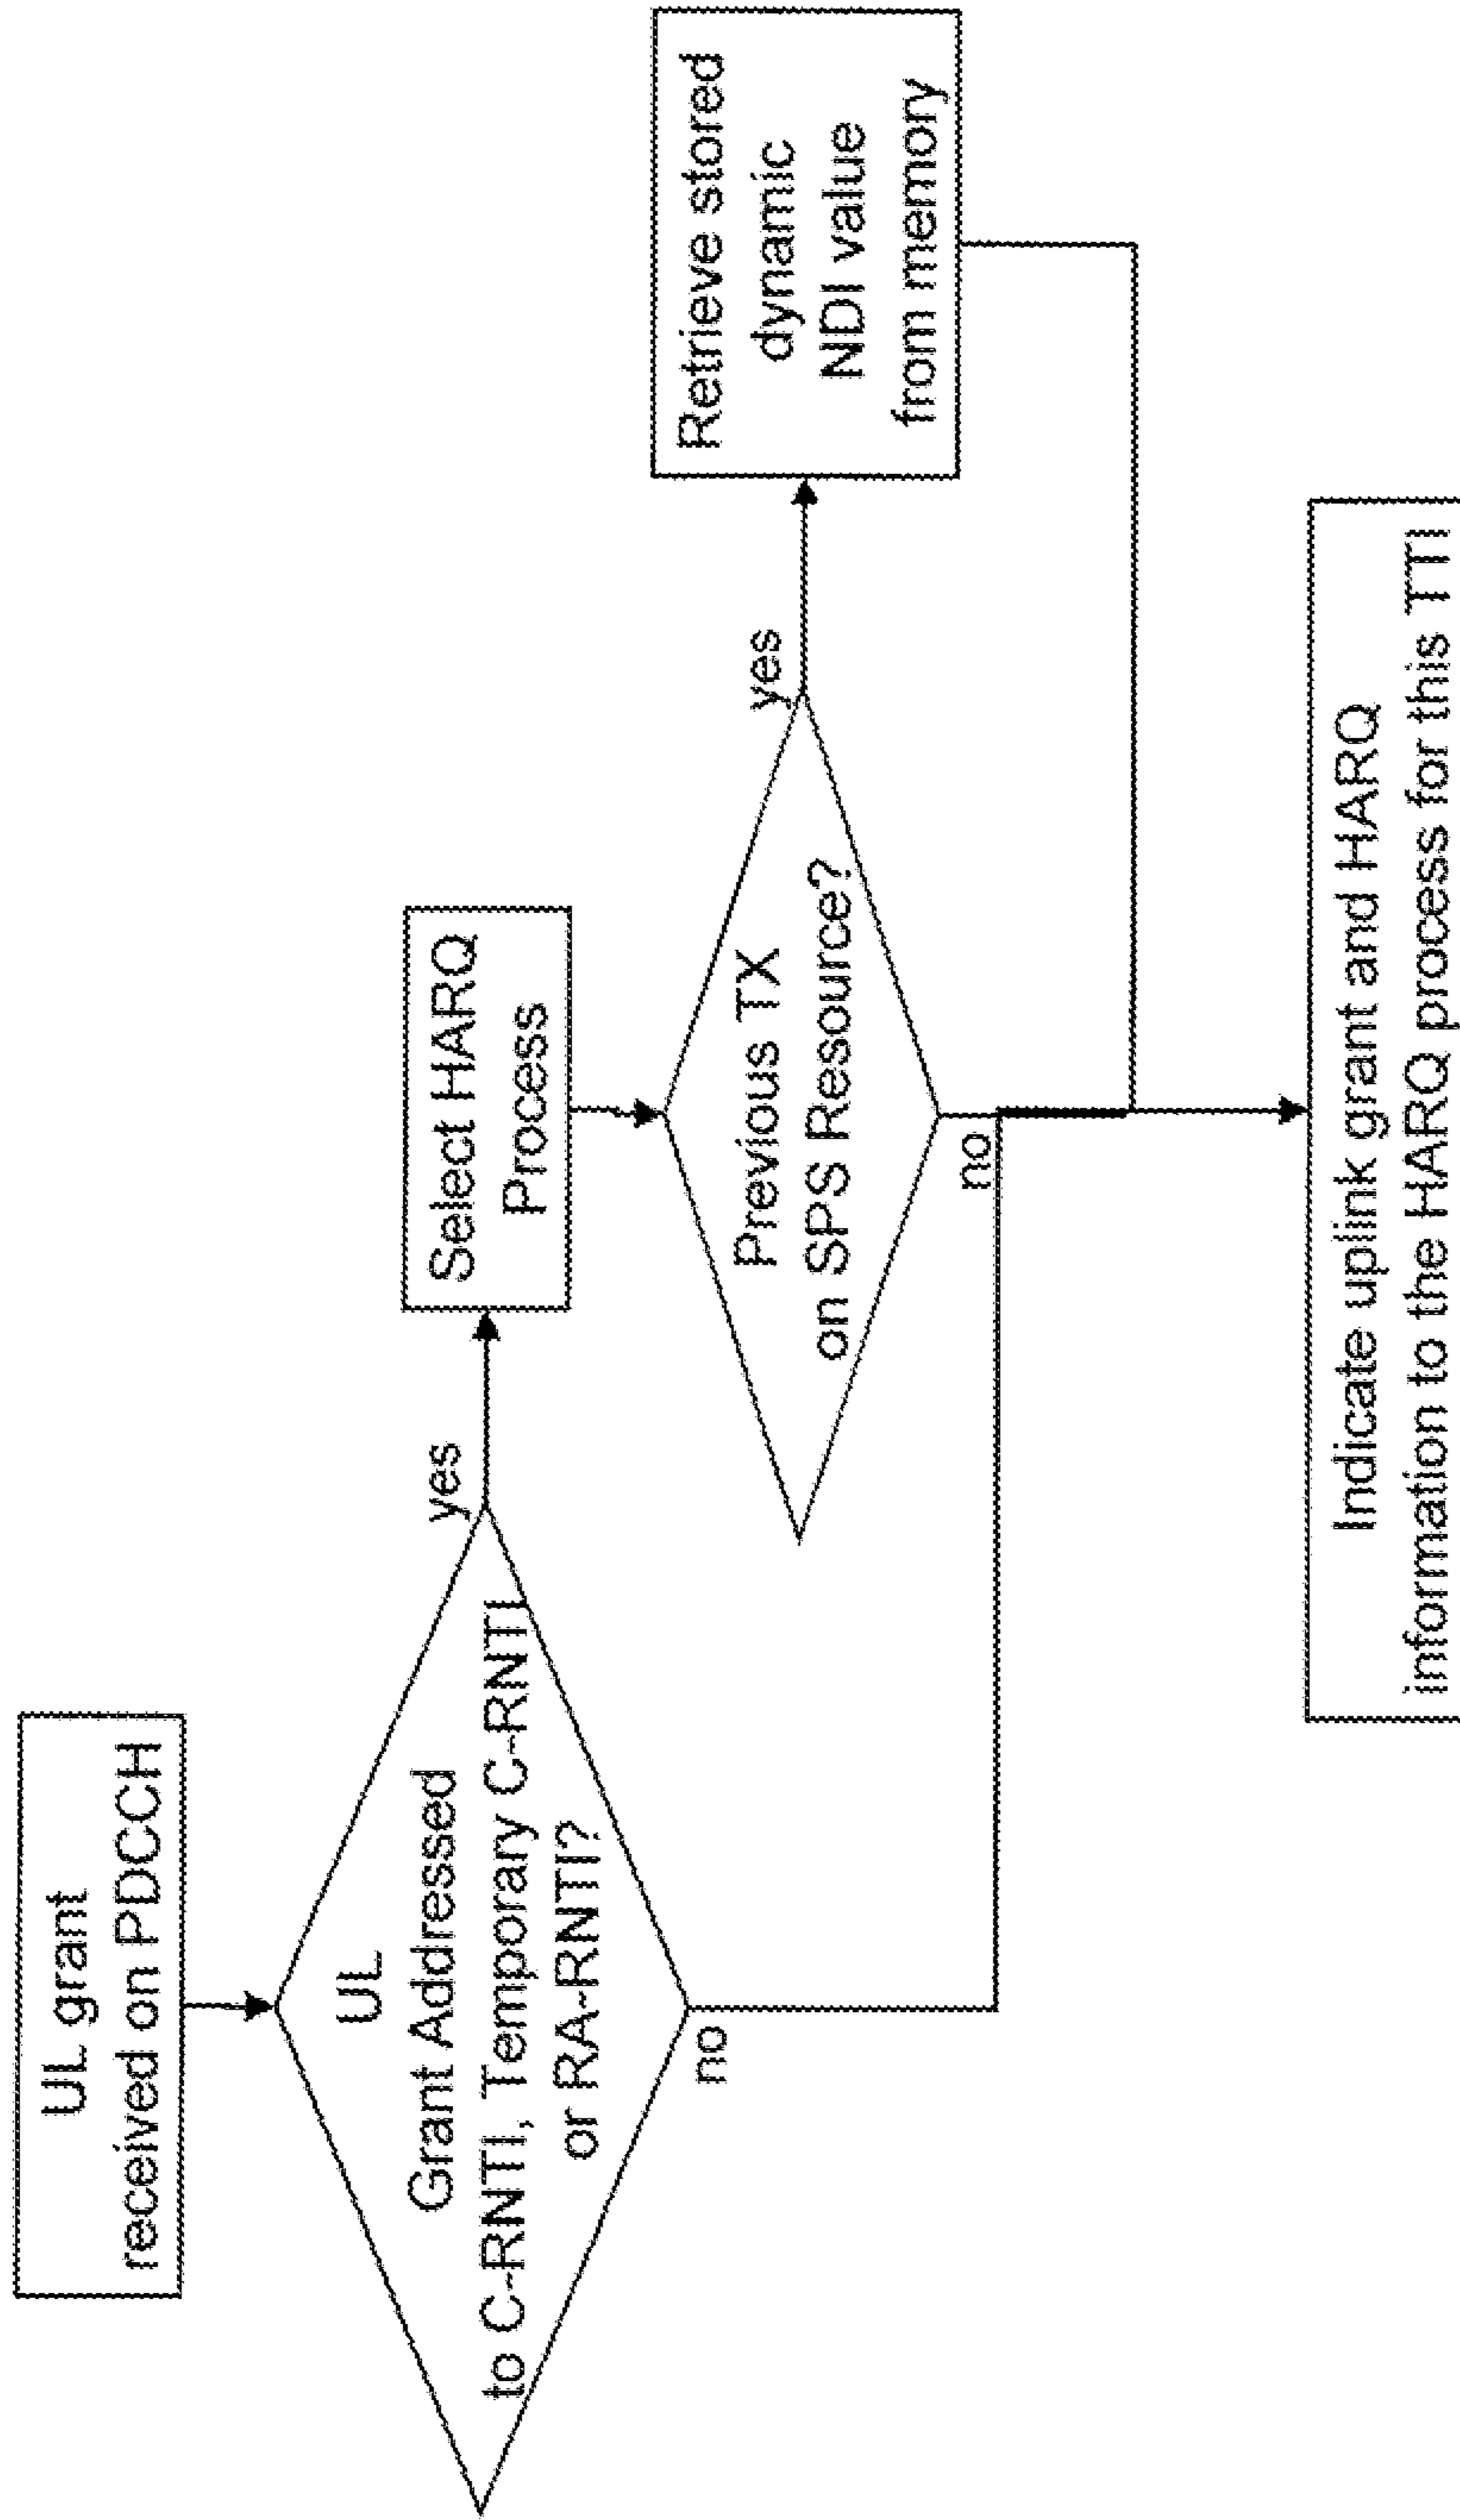 UL grant
received on PDCCH
UL
Grant Addressed
to C-RNTI, Temporary C-RNTI
or RA-RNTI?
yes
no
Select HARQ
Process
Previous TX
on SPS Resource?
yes
no
Retrieve stored
dynamic
NDI value
from memory
Indicate uplink grant and HARQ
information to the HARQ process for this TTI